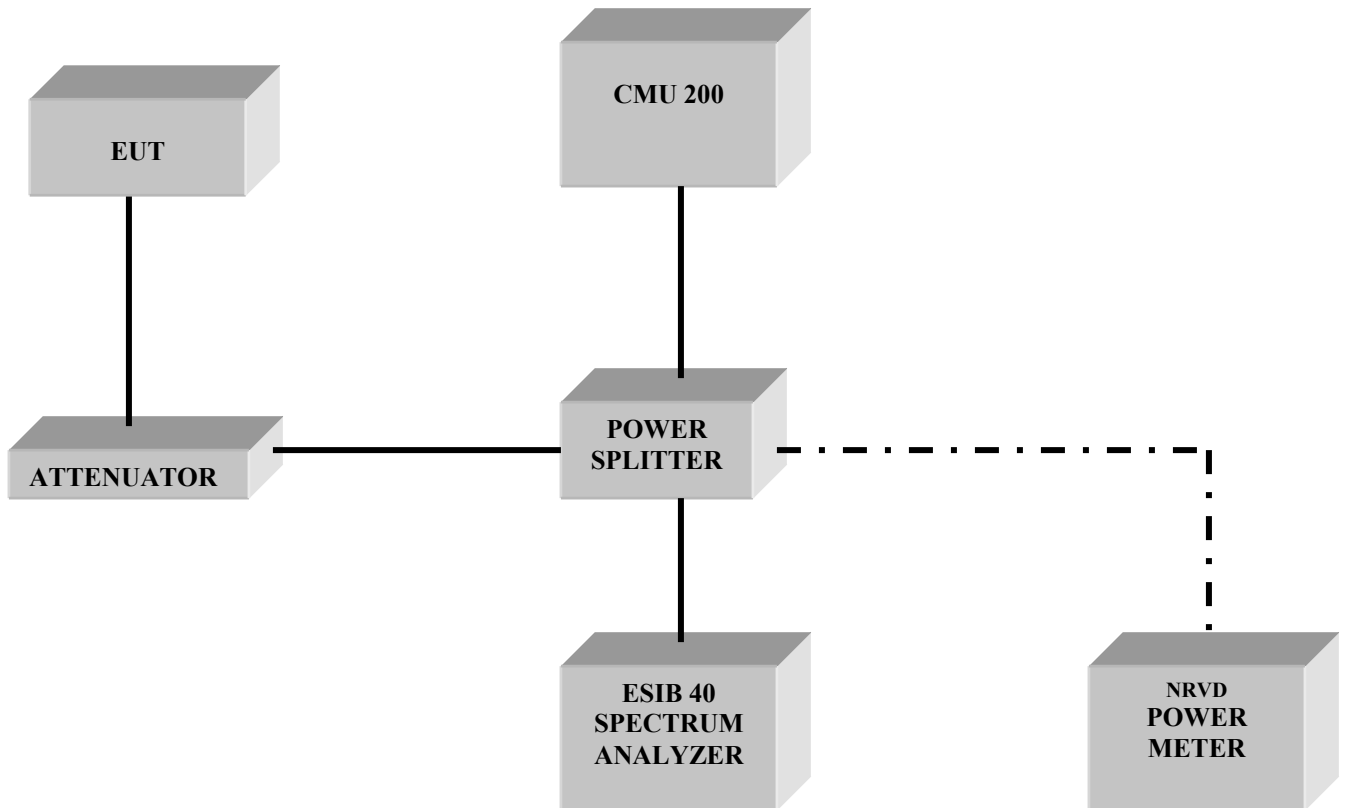 CMU 200
EUT
POWER
SPLITTER
ATTENUATOR
ESIB 40
SPECTRUM
ANALYZER
NRVD
POWER
METER